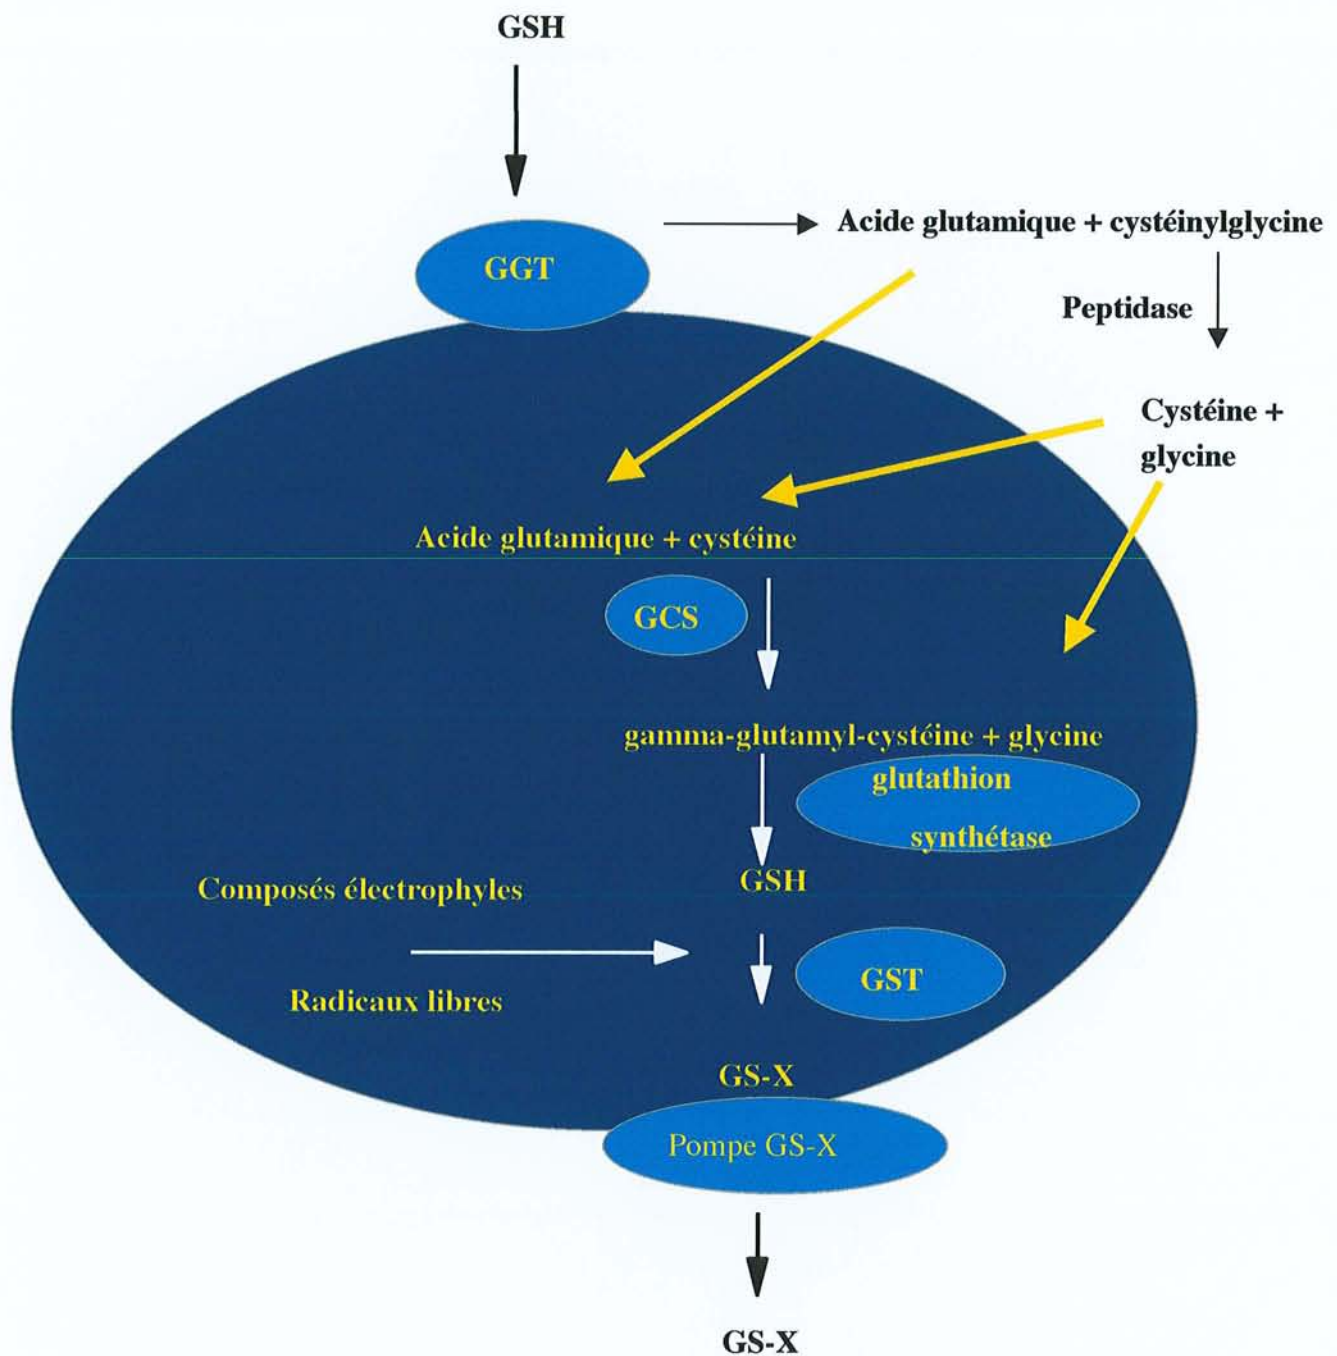 GSH
Acide glutamique + cystéinylglycine
GGT
Peptidase
Cystéine +
glycine
Acide glutamique + cystéine
GCS
gamma-glutamyl-cystéine + glycine
glutathion
synthétase
GSH
Composés électrophyles
GST
Radicaux libres
GS-X
Pompe GS-X
GS-X